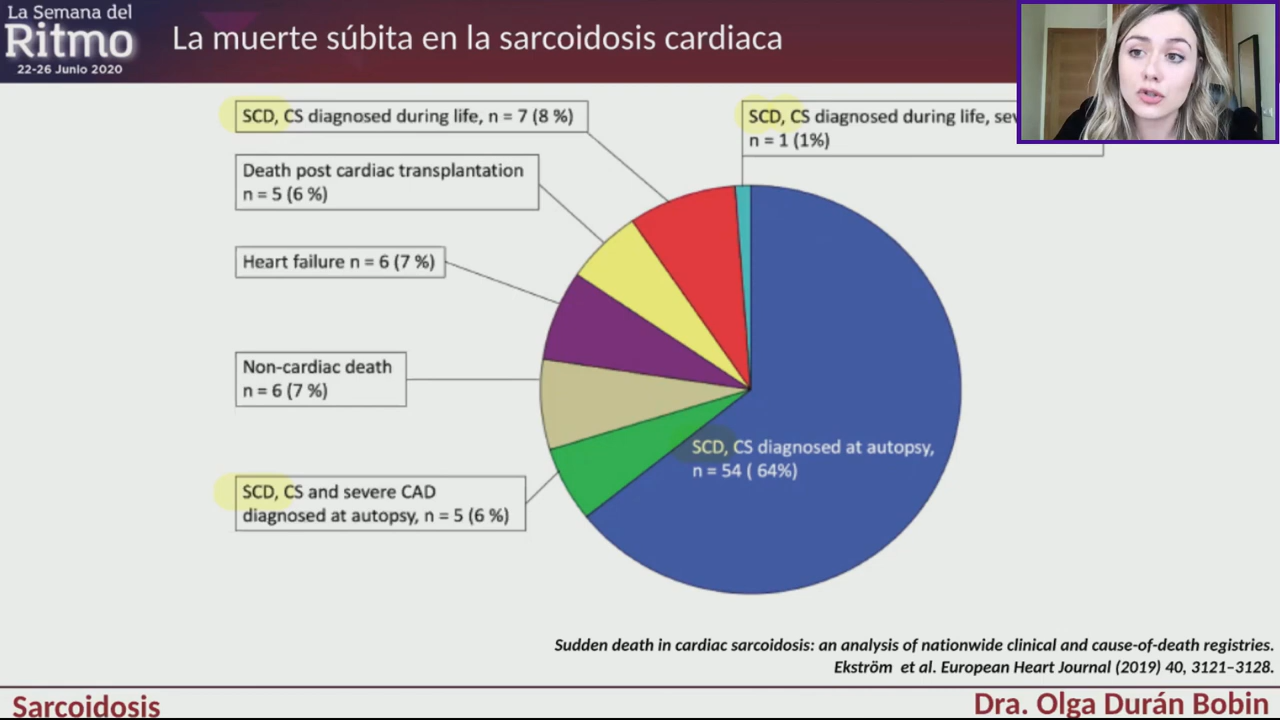 La Semana del
Ritmo
22-26 Junio 2020
La muerte súbita en la sarcoidosis cardiaca
SCD, CS diagnosed during life, n = 7 (8 %)
SCD, CS diagnosed during life,
n = 1 (1%)
Death post cardiac transplantation
n = 5 (6 %)
Heart failure n = 6 (7 %)
Non-cardiac death
n = 6 (7 %)
SCD, CS diagnosed at autopsy,
n = 54 ( 64%)
SCD, CS and severe CAD
diagnosed at autopsy, n = 5 (6 %)
Sudden death in cardiac sarcoidosis: an analysis of nationwide clinical and cause-of-death registries.
Ekström et al. European Heart Journal (2019) 40, 3121–3128.
Sarcoidosis
Dra. Olga Durán Bobin